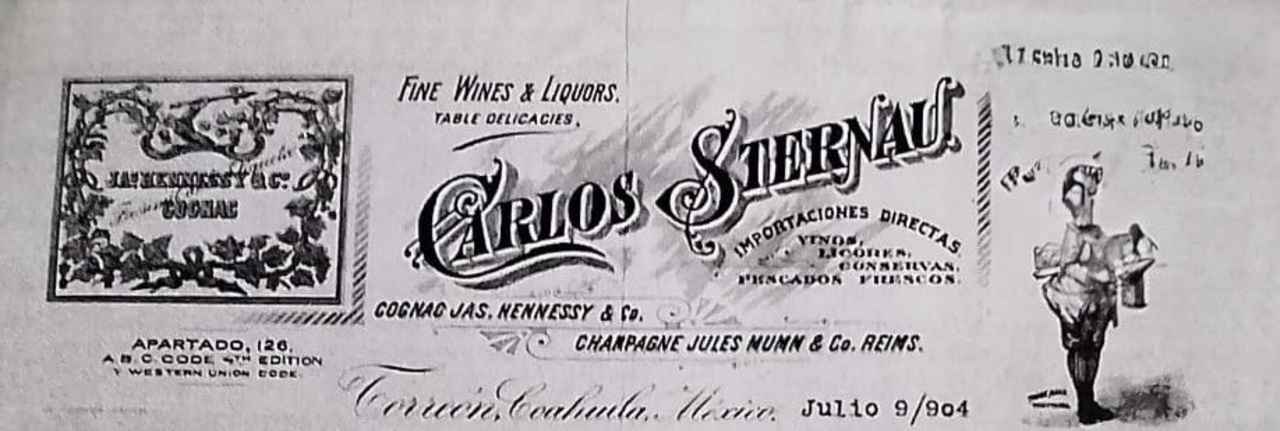 JAS. HENNESSY & Co.
COGNAC
APARTADO, 126.
A.B.C. CODE 4TH EDITION
Y WESTERN UNION CODE.
FINE WINES & LIQUORS.
TABLE DELICACIES,
CARLOS STERNAU.
IMPORTACIONES DIRECTAS
VINOS,
LICORES,
CONSERVAS,
PESCADOS FRESCOS.
COGNAC JAS. HENNESSY & Co.
CHAMPAGNE JULES MUMM & Co. REIMS.
Torreón, Coahuila, México, Julio 9/904